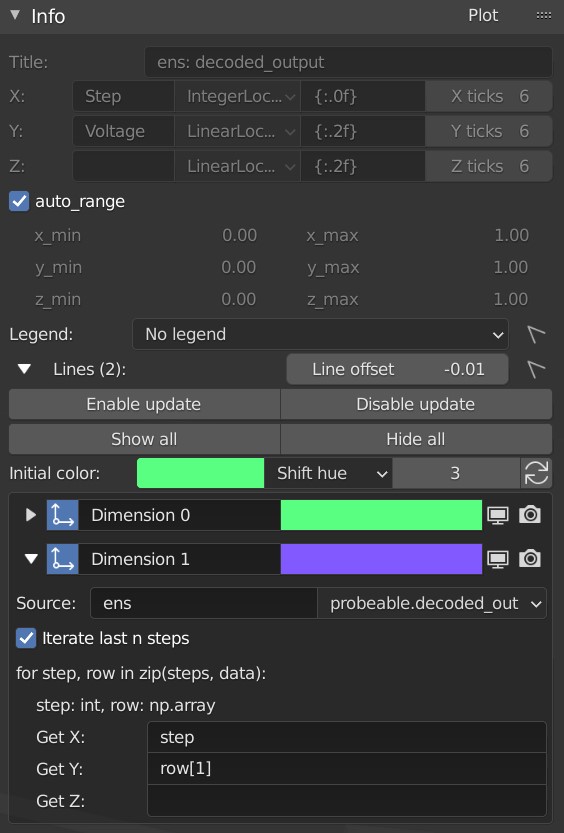 Info Plot
Title: ens: decoded_output
X: Step IntegerLoc... {:.0f} X ticks 6
Y: Voltage LinearLoc... {:.2f} Y ticks 6
Z: LinearLoc... {:.2f} Z ticks 6
auto_range
x_min 0.00 x_max 1.00
y_min 0.00 y_max 1.00
z_min 0.00 z_max 1.00
Legend: No legend
Lines (2): Line offset -0.01
Enable update Disable update
Show all Hide all
Initial color: Shift hue 3
Dimension 0
Dimension 1
Source: ens probeable.decoded_out
Iterate last n steps
for step, row in zip(steps, data):
step: int, row: np.array
Get X: step
Get Y: row[1]
Get Z: